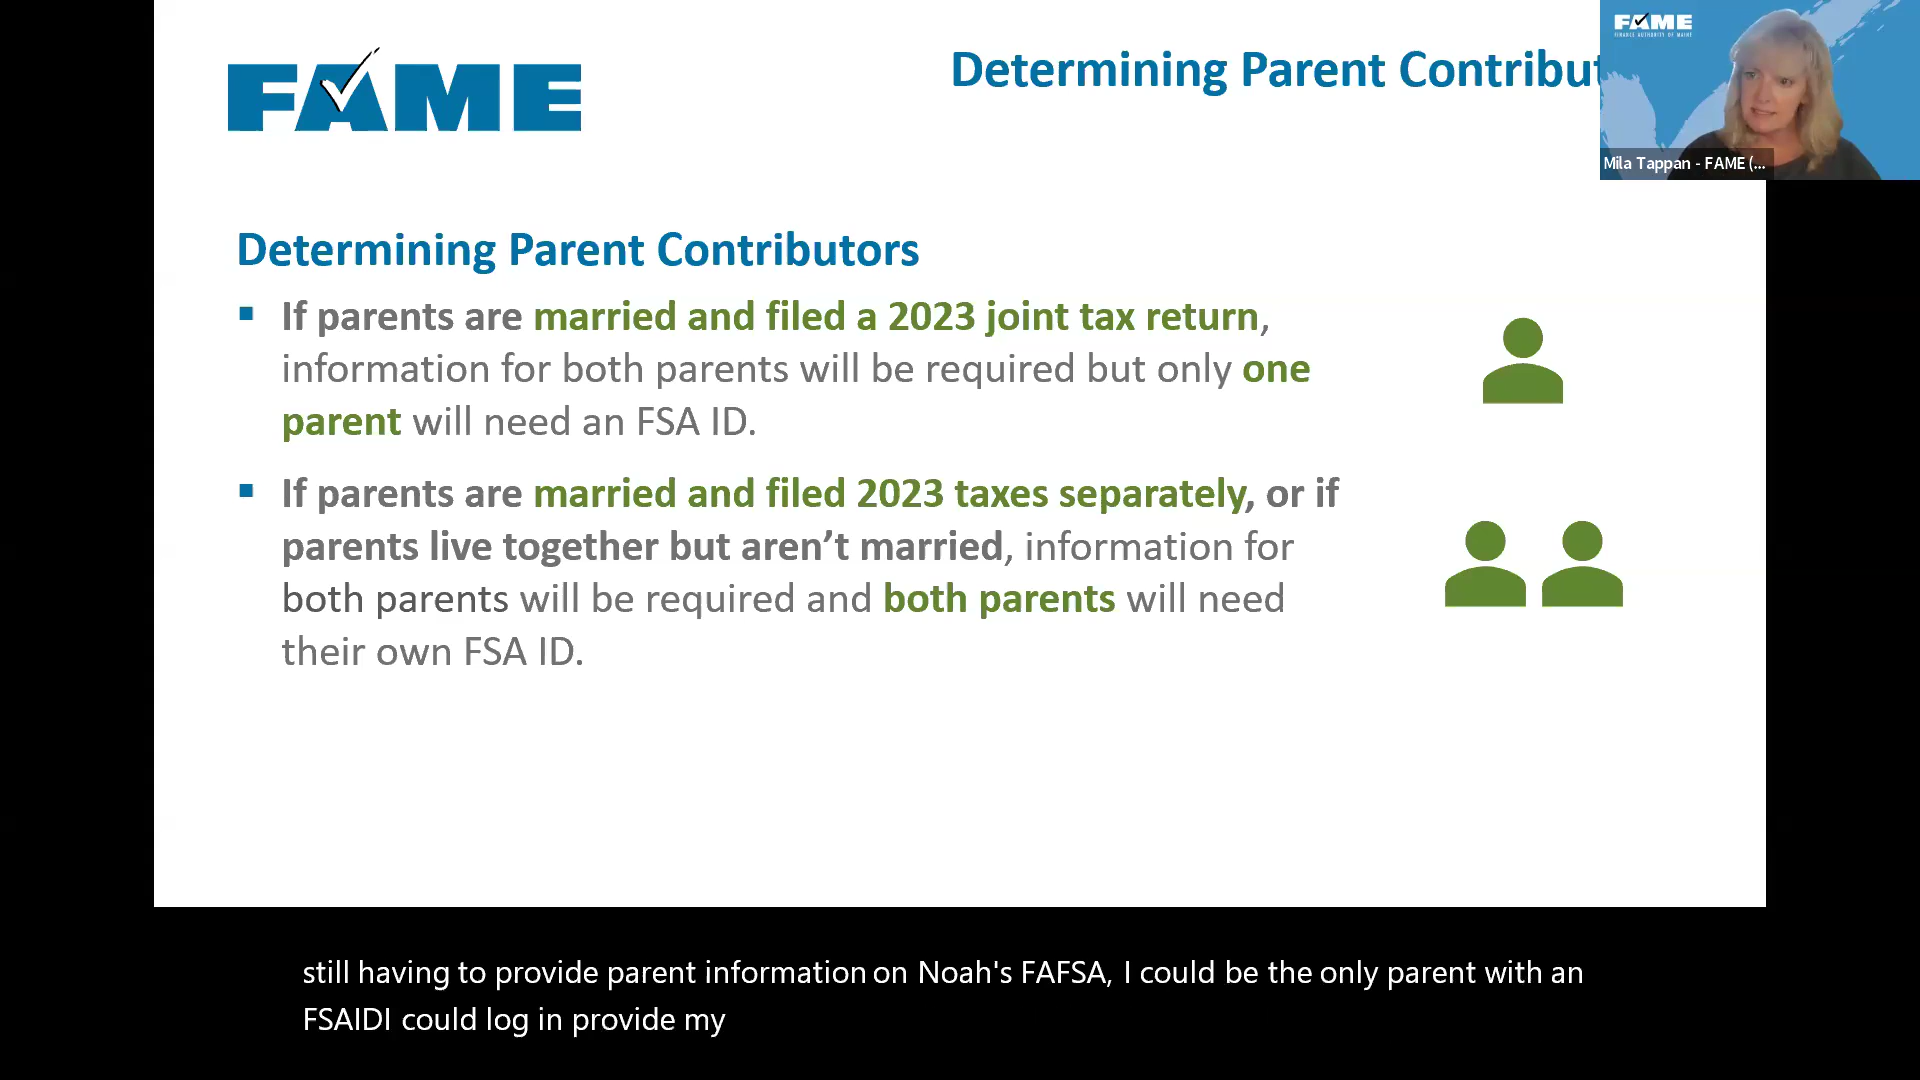 FAME
Determining Parent Contribut
FAME
FINANCE AUTHORITY OF MAINE
Mila Tappan - FAME (...
Determining Parent Contributors
▪ If parents are married and filed a 2023 joint tax return,
information for both parents will be required but only one
parent will need an FSA ID.
▪ If parents are married and filed 2023 taxes separately, or if
parents live together but aren’t married, information for
both parents will be required and both parents will need
their own FSA ID.
still having to provide parent information on Noah's FAFSA, I could be the only parent with an
FSAIDI could log in provide my